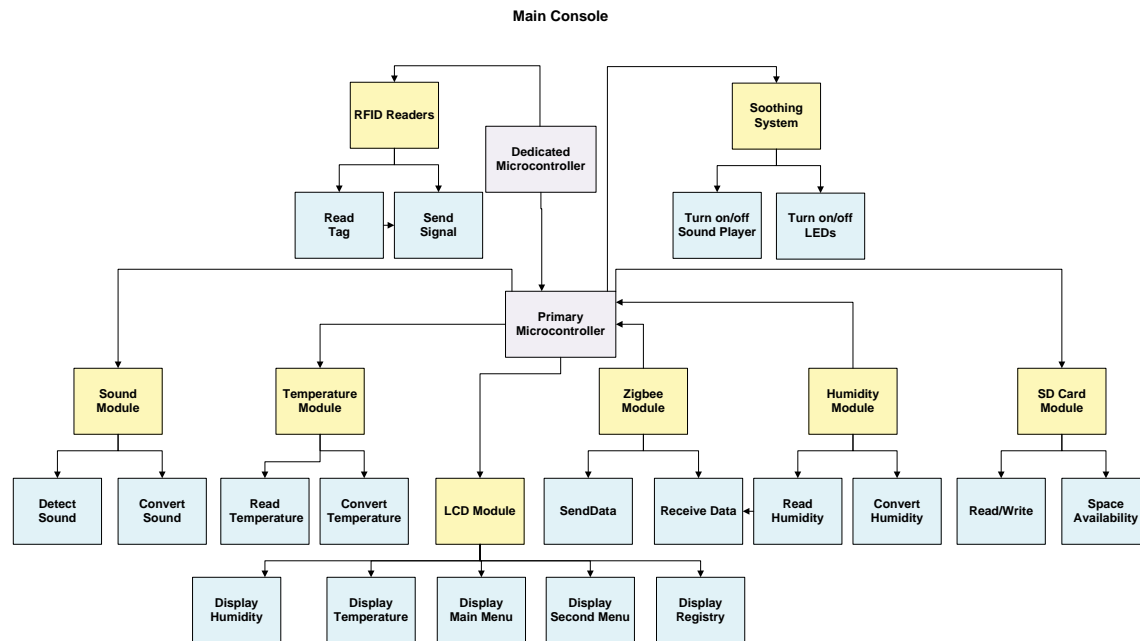 Main Console
RFID Readers
Soothing
System
Dedicated
Microcontroller
Read
Tag
Send
Signal
Turn on/off
Sound Player
Turn on/off
LEDs
Primary
Microcontroller
Sound
Module
Temperature
Module
Zigbee
Module
Humidity
Module
SD Card
Module
Detect
Sound
Convert
Sound
Read
Temperature
Convert
Temperature
LCD Module
SendData
Receive Data
Read
Humidity
Convert
Humidity
Read/Write
Space
Availability
Display
Humidity
Display
Temperature
Display
Main Menu
Display
Second Menu
Display
Registry